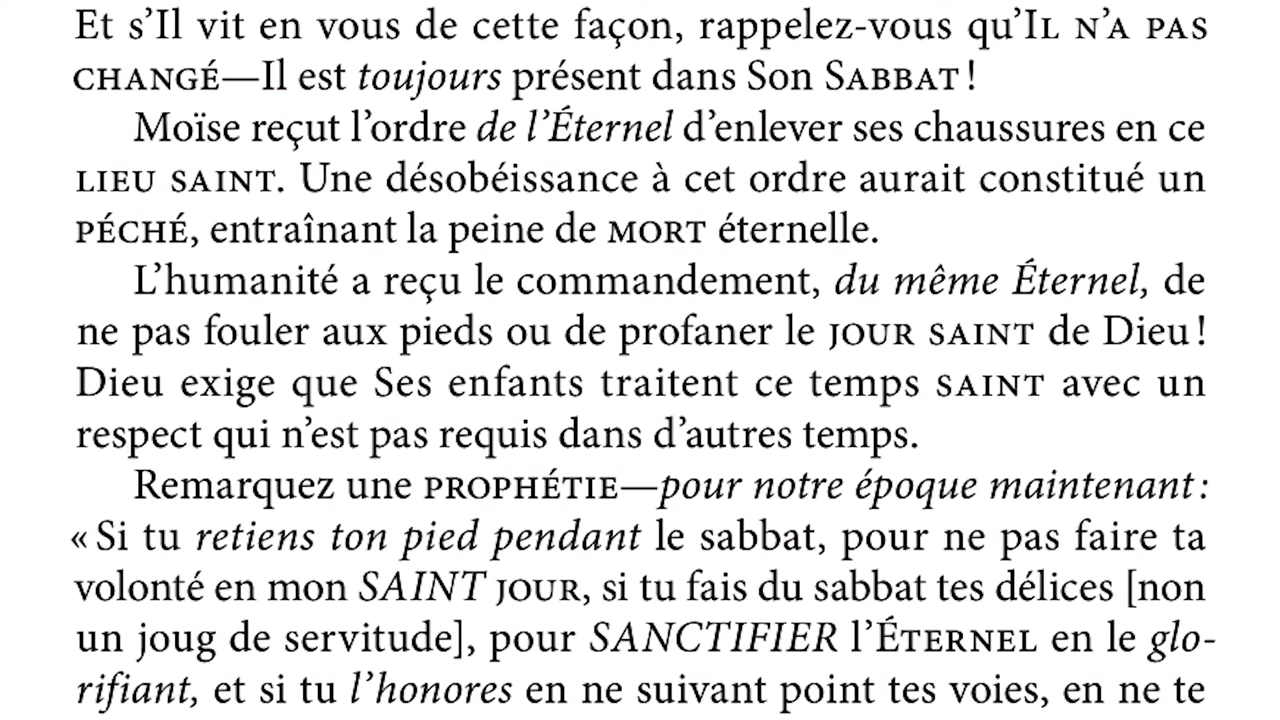 Et s’Il vit en vous de cette façon, rappelez-vous qu’IL N’A PAS
CHANGÉ—Il est toujours présent dans Son SABBAT !
Moïse reçut l’ordre de l’Éternel d’enlever ses chaussures en ce
LIEU SAINT. Une désobéissance à cet ordre aurait constitué un
PÉCHÉ, entraînant la peine de MORT éternelle.
L’humanité a reçu le commandement, du même Éternel, de
ne pas fouler aux pieds ou de profaner le JOUR SAINT de Dieu !
Dieu exige que Ses enfants traitent ce temps SAINT avec un
respect qui n’est pas requis dans d’autres temps.
Remarquez une PROPHÉTIE—pour notre époque maintenant :
« Si tu retiens ton pied pendant le sabbat, pour ne pas faire ta
volonté en mon SAINT JOUR, si tu fais du sabbat tes délices [non
un joug de servitude], pour SANCTIFIER l’ÉTERNEL en le glo-
rifiant, et si tu l’honores en ne suivant point tes voies, en ne te